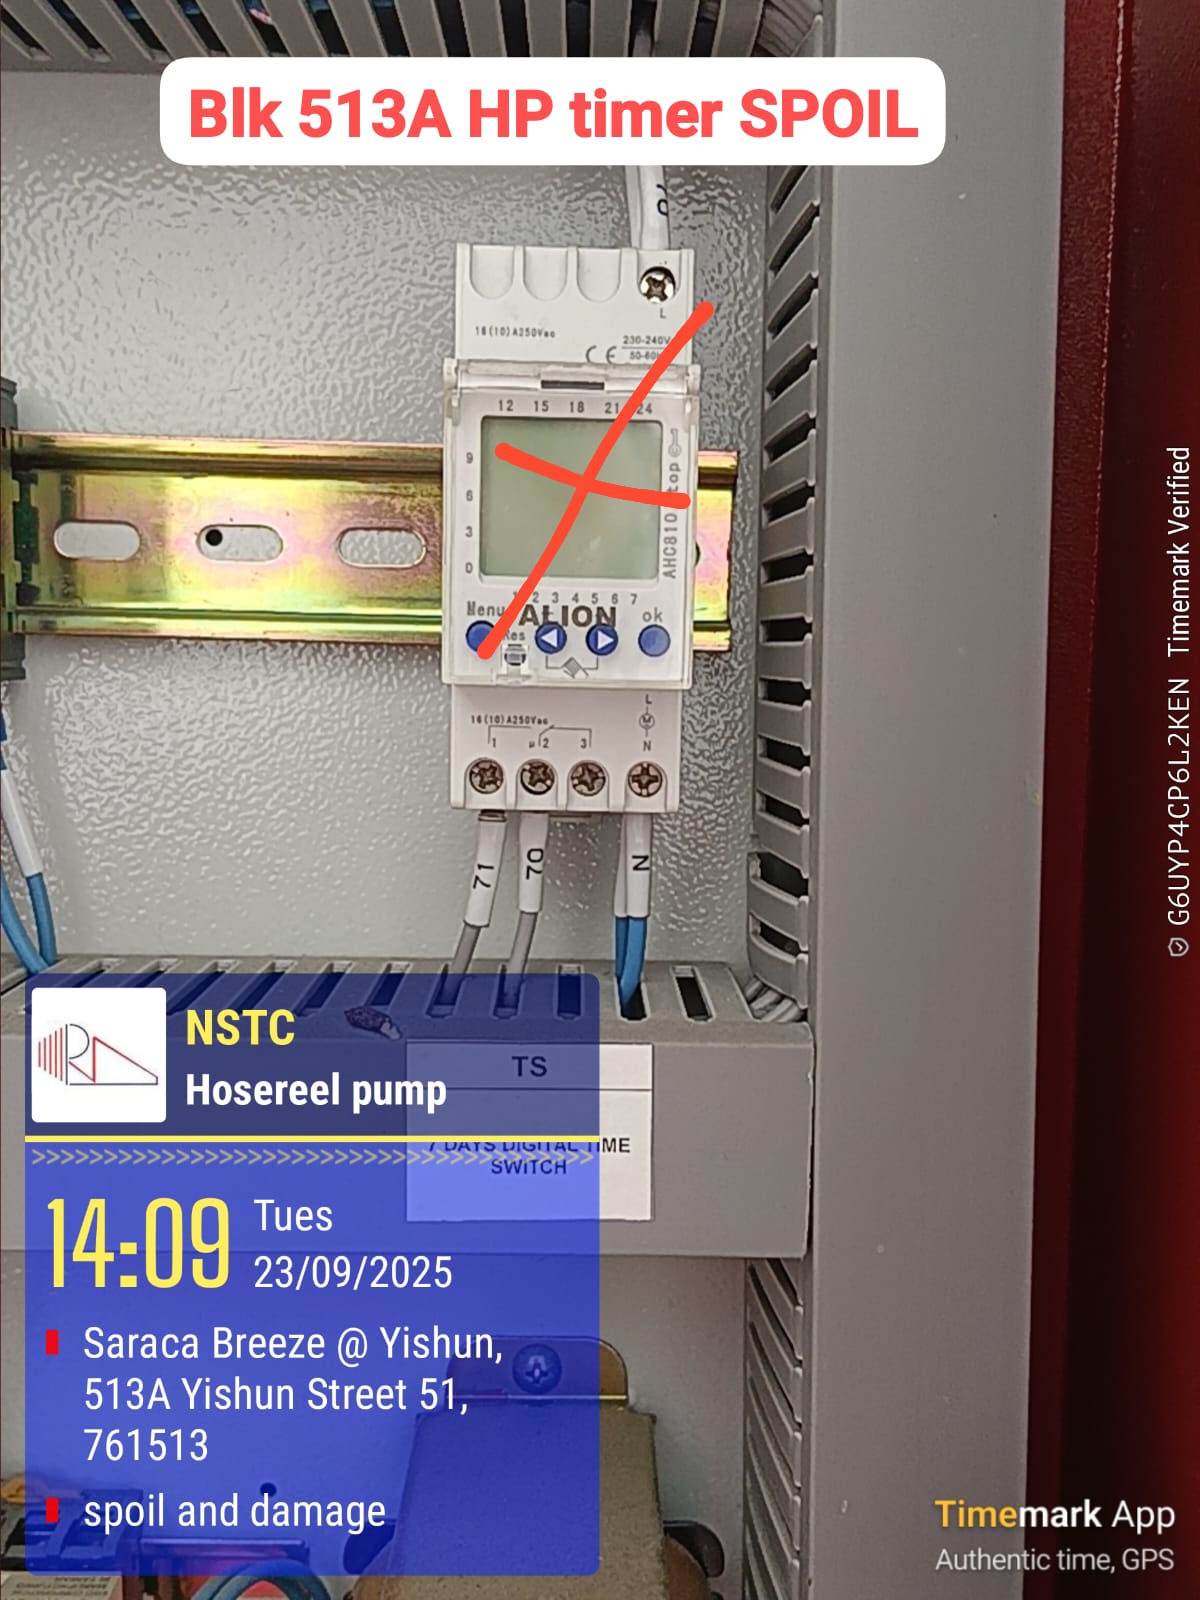 Blk 513A HP timer SPOIL
L
16(10)A250Vac
230-240V
CE
50-60H
12 15 18 21 24
9
6
3
0
AHC810 top
2 3 4 5 6 7
Menu
ALION
ok
Res
16(10)A250Vac
L
M
1 μ 2 3
N
71
70
N
TS
7 DAYS DIGITAL TIME
SWITCH
NSTC
Hosereel pump
14:09
Tues
23/09/2025
Saraca Breeze @ Yishun,
513A Yishun Street 51,
761513
spoil and damage
G6UYP4CP6L2KEN Timemark Verified
Timemark App
Authentic time, GPS